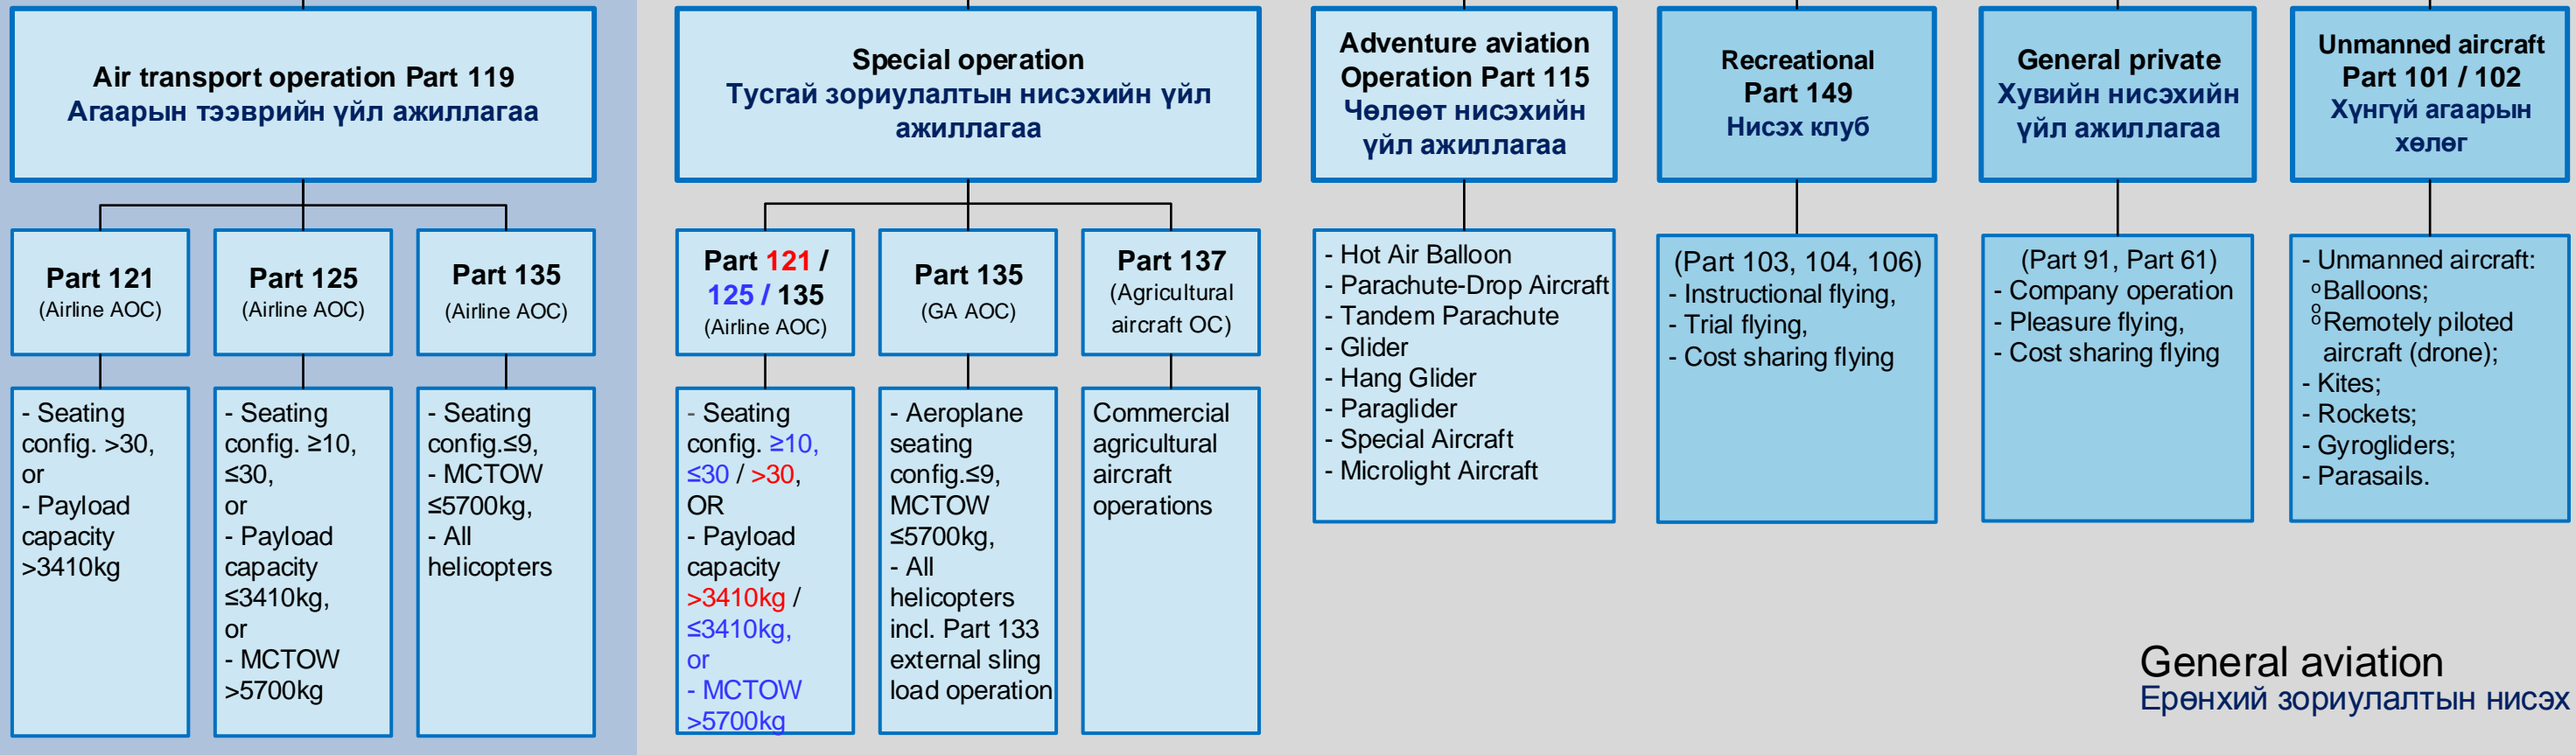 Air transport operation Part 119
Агаарын тээврийн үйл ажиллагаа
Part 121
(Airline AOC)
- Seating
config. >30,
or
- Payload
capacity
>3410kg
Part 125
(Airline AOC)
- Seating
config. ≥10,
≤30,
or
- Payload
capacity
≤3410kg,
or
- MCTOW
>5700kg
Part 135
(Airline AOC)
- Seating
config.≤9,
- MCTOW
≤5700kg,
- All
helicopters
Special operation
Тусгай зориулалтын нисэхийн үйл
ажиллагаа
Part 121 /
125 / 135
(Airline AOC)
- Seating
config. ≥10,
≤30 / >30,
OR
- Payload
capacity
>3410kg /
≤3410kg,
or
- MCTOW
>5700kg
Part 135
(GA AOC)
- Aeroplane
seating
config.≤9,
MCTOW
≤5700kg,
- All
helicopters
incl. Part 133
external sling
load operation
Part 137
(Agricultural
aircraft OC)
Commercial
agricultural
aircraft
operations
Adventure aviation
Operation Part 115
Чөлөөт нисэхийн
үйл ажиллагаа
- Hot Air Balloon
- Parachute-Drop Aircraft
- Tandem Parachute
- Glider
- Hang Glider
- Paraglider
- Special Aircraft
- Microlight Aircraft
Recreational
Part 149
Нисэх клуб
(Part 103, 104, 106)
- Instructional flying,
- Trial flying,
- Cost sharing flying
General private
Хувийн нисэхийн
үйл ажиллагаа
(Part 91, Part 61)
- Company operation
- Pleasure flying,
- Cost sharing flying
Unmanned aircraft
Part 101 / 102
Хүнгүй агаарын
хөлөг
- Unmanned aircraft:
o Balloons;
o
o Remotely piloted
aircraft (drone);
- Kites;
- Rockets;
- Gyrogliders;
- Parasails.
General aviation
Ерөнхий зориулалтын нисэх